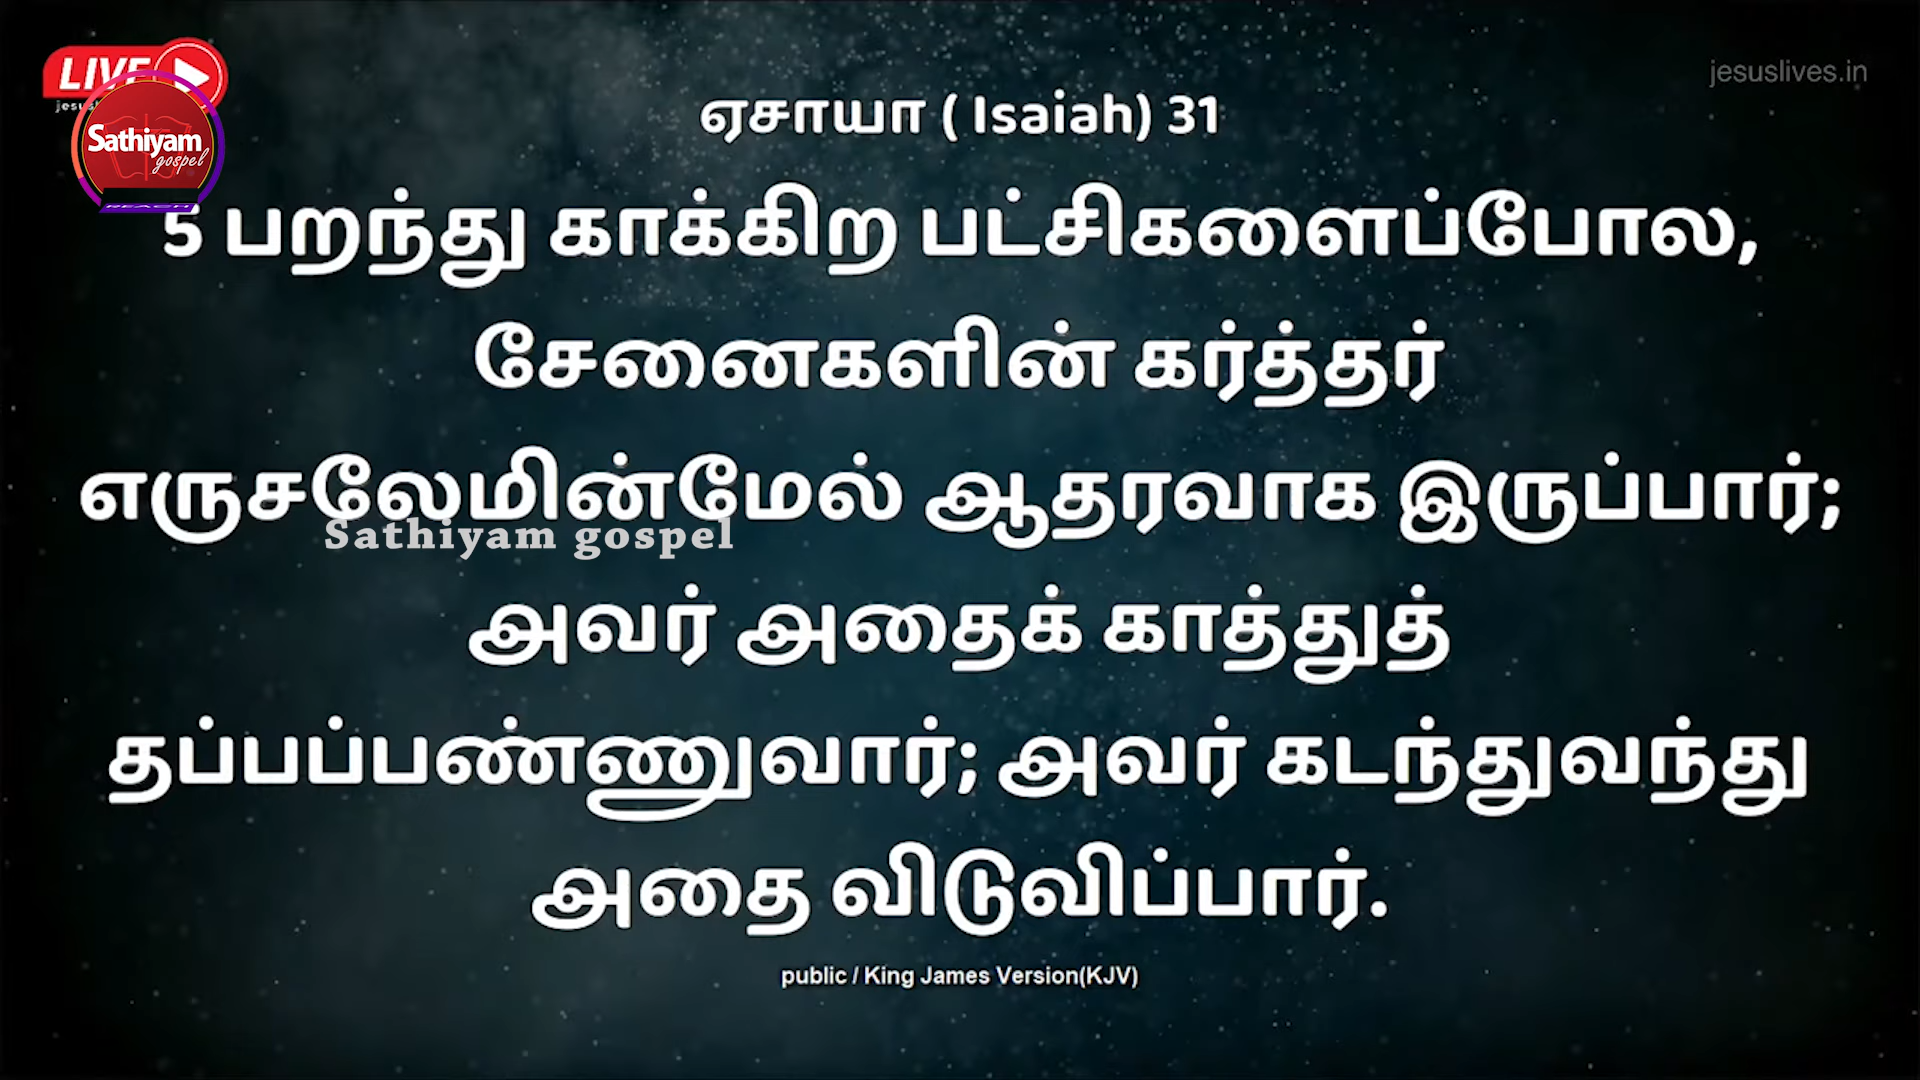 LIVE
jesuslives.in
Sathiyam
gospel
REACH
ஏசாயா ( Isaiah) 31
5 பறந்து காக்கிற பட்சிகளைப்போல,
சேனைகளின் கர்த்தர்
எருசலேமின்மேல் ஆதரவாக இருப்பார்;
Sathiyam gospel
அவர் அதைக் காத்துத்
தப்பப்பண்ணுவார்; அவர் கடந்துவந்து
அதை விடுவிப்பார்.
public / King James Version(KJV)